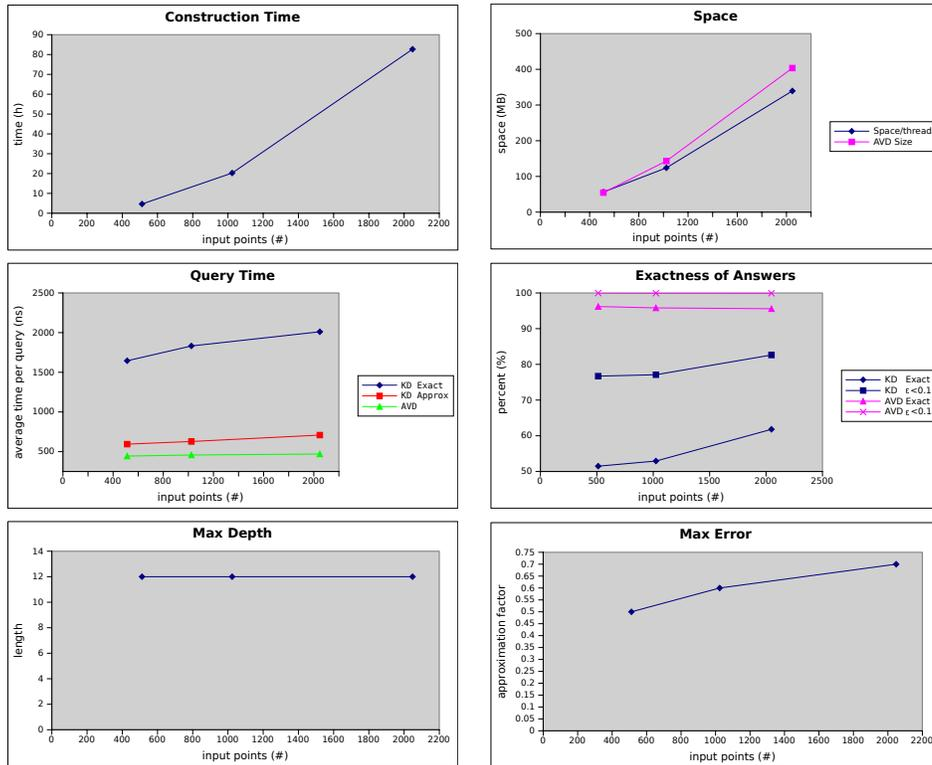 Construction Time
90
80
70
60
50
40
30
20
10
0
time (h)
0 200 400 600 800 1000 1200 1400 1600 1800 2000 2200
input points (#)
Space
500
400
300
200
100
0
space (MB)
0 400 800 1200 1600 2000
input points (#)
Space/thread
AVD Size
Query Time
2500
2000
1500
1000
500
average time per query (ns)
0 400 800 1200 1600 2000
input points (#)
KD Exact
KD Approx
AVD
Exactness of Answers
100
90
80
70
60
50
percent (%)
0 500 1000 1500 2000 2500
input points (#)
KD Exact
KD ε<0.1
AVD Exact
AVD ε<0.1
Max Depth
14
12
10
8
6
4
2
0
length
0 200 400 600 800 1000 1200 1400 1600 1800 2000 2200
input points (#)
Max Error
0.75
0.7
0.65
0.6
0.55
0.5
0.45
0.4
0.35
0.3
0.25
0.2
0.15
0.1
0.05
0
approximation factor
0 200 400 600 800 1000 1200 1400 1600 1800 2000 2200
input points (#)